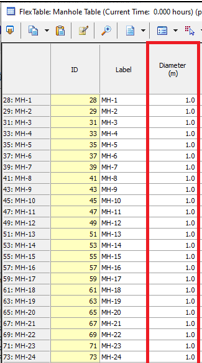 FlexTable: Manhole Table (Current Time: 0.000 hours) (p
ID Label Diameter
(m)
28: MH-1 28 MH-1 1.0
29: MH-2 29 MH-2 1.0
31: MH-3 31 MH-3 1.0
33: MH-4 33 MH-4 1.0
35: MH-5 35 MH-5 1.0
37: MH-6 37 MH-6 1.0
39: MH-7 39 MH-7 1.0
41: MH-8 41 MH-8 1.0
43: MH-9 43 MH-9 1.0
45: MH-10 45 MH-10 1.0
47: MH-11 47 MH-11 1.0
49: MH-12 49 MH-12 1.0
51: MH-13 51 MH-13 1.0
53: MH-14 53 MH-14 1.0
55: MH-15 55 MH-15 1.0
57: MH-16 57 MH-16 1.0
59: MH-17 59 MH-17 1.0
61: MH-18 61 MH-18 1.0
63: MH-19 63 MH-19 1.0
65: MH-20 65 MH-20 1.0
67: MH-21 67 MH-21 1.0
69: MH-22 69 MH-22 1.0
71: MH-23 71 MH-23 1.0
73: MH-24 73 MH-24 1.0